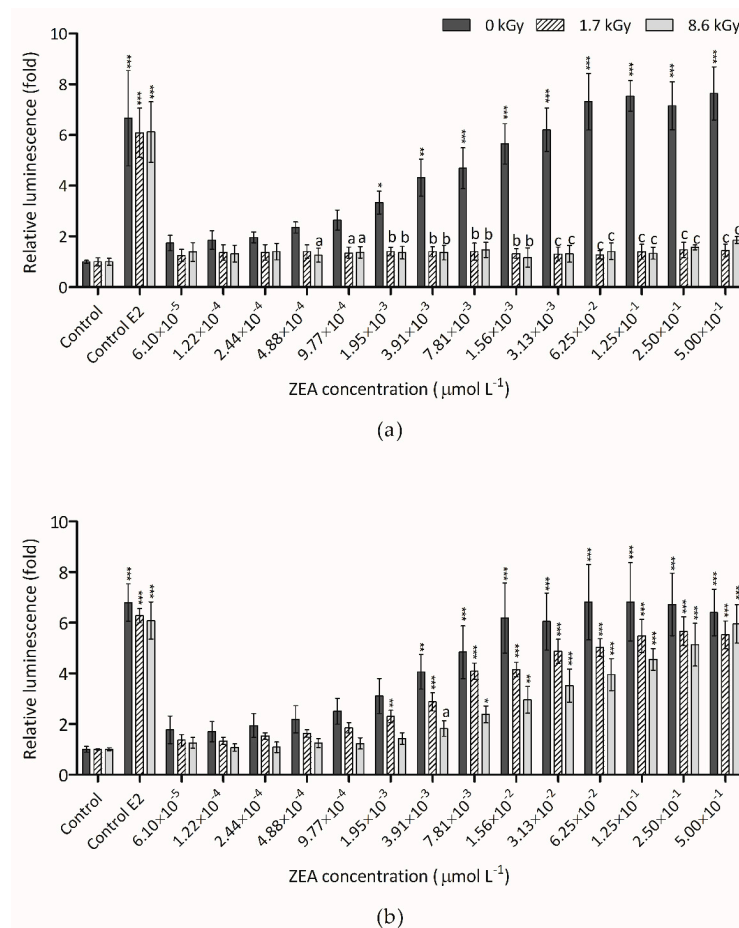 0 kGy 1.7 kGy 8.6 kGy
Relative luminescence (fold)
10
8
6
4
2
0
*** *** *** * ** *** *** *** *** *** *** ***
a a a b b b b b b b b c c c c c c c c c c
Control Control E2 6.10×10⁻⁵ 1.22×10⁻⁴ 2.44×10⁻⁴ 4.88×10⁻⁴ 9.77×10⁻⁴ 1.95×10⁻³ 3.91×10⁻³ 7.81×10⁻³ 1.56×10⁻³ 3.13×10⁻³ 6.25×10⁻² 1.25×10⁻¹ 2.50×10⁻¹ 5.00×10⁻¹
ZEA concentration ( μmol L⁻¹)
(a)
Relative luminescence (fold)
10
8
6
4
2
0
*** *** *** ** ** *** a *** *** * *** *** ** *** *** *** *** *** *** *** *** *** *** *** *** *** *** ***
Control Control E2 6.10×10⁻⁵ 1.22×10⁻⁴ 2.44×10⁻⁴ 4.88×10⁻⁴ 9.77×10⁻⁴ 1.95×10⁻³ 3.91×10⁻³ 7.81×10⁻³ 1.56×10⁻² 3.13×10⁻² 6.25×10⁻² 1.25×10⁻¹ 2.50×10⁻¹ 5.00×10⁻¹
ZEA concentration ( μmol L⁻¹)
(b)